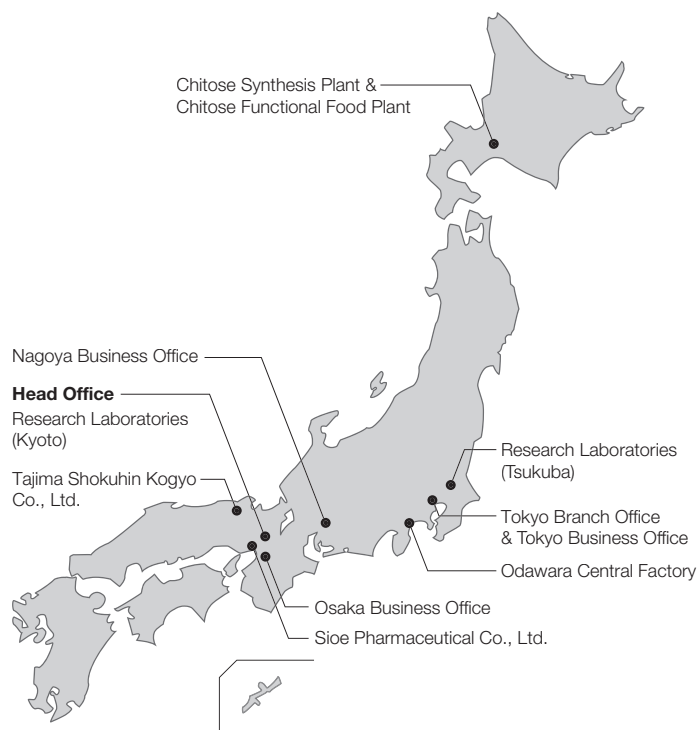 Chitose Synthesis Plant &
Chitose Functional Food Plant
Nagoya Business Office
Head Office
Research Laboratories
(Kyoto)
Tajima Shokuhin Kogyo
Co., Ltd.
Research Laboratories
(Tsukuba)
Tokyo Branch Office
& Tokyo Business Office
Odawara Central Factory
Osaka Business Office
Sioe Pharmaceutical Co., Ltd.